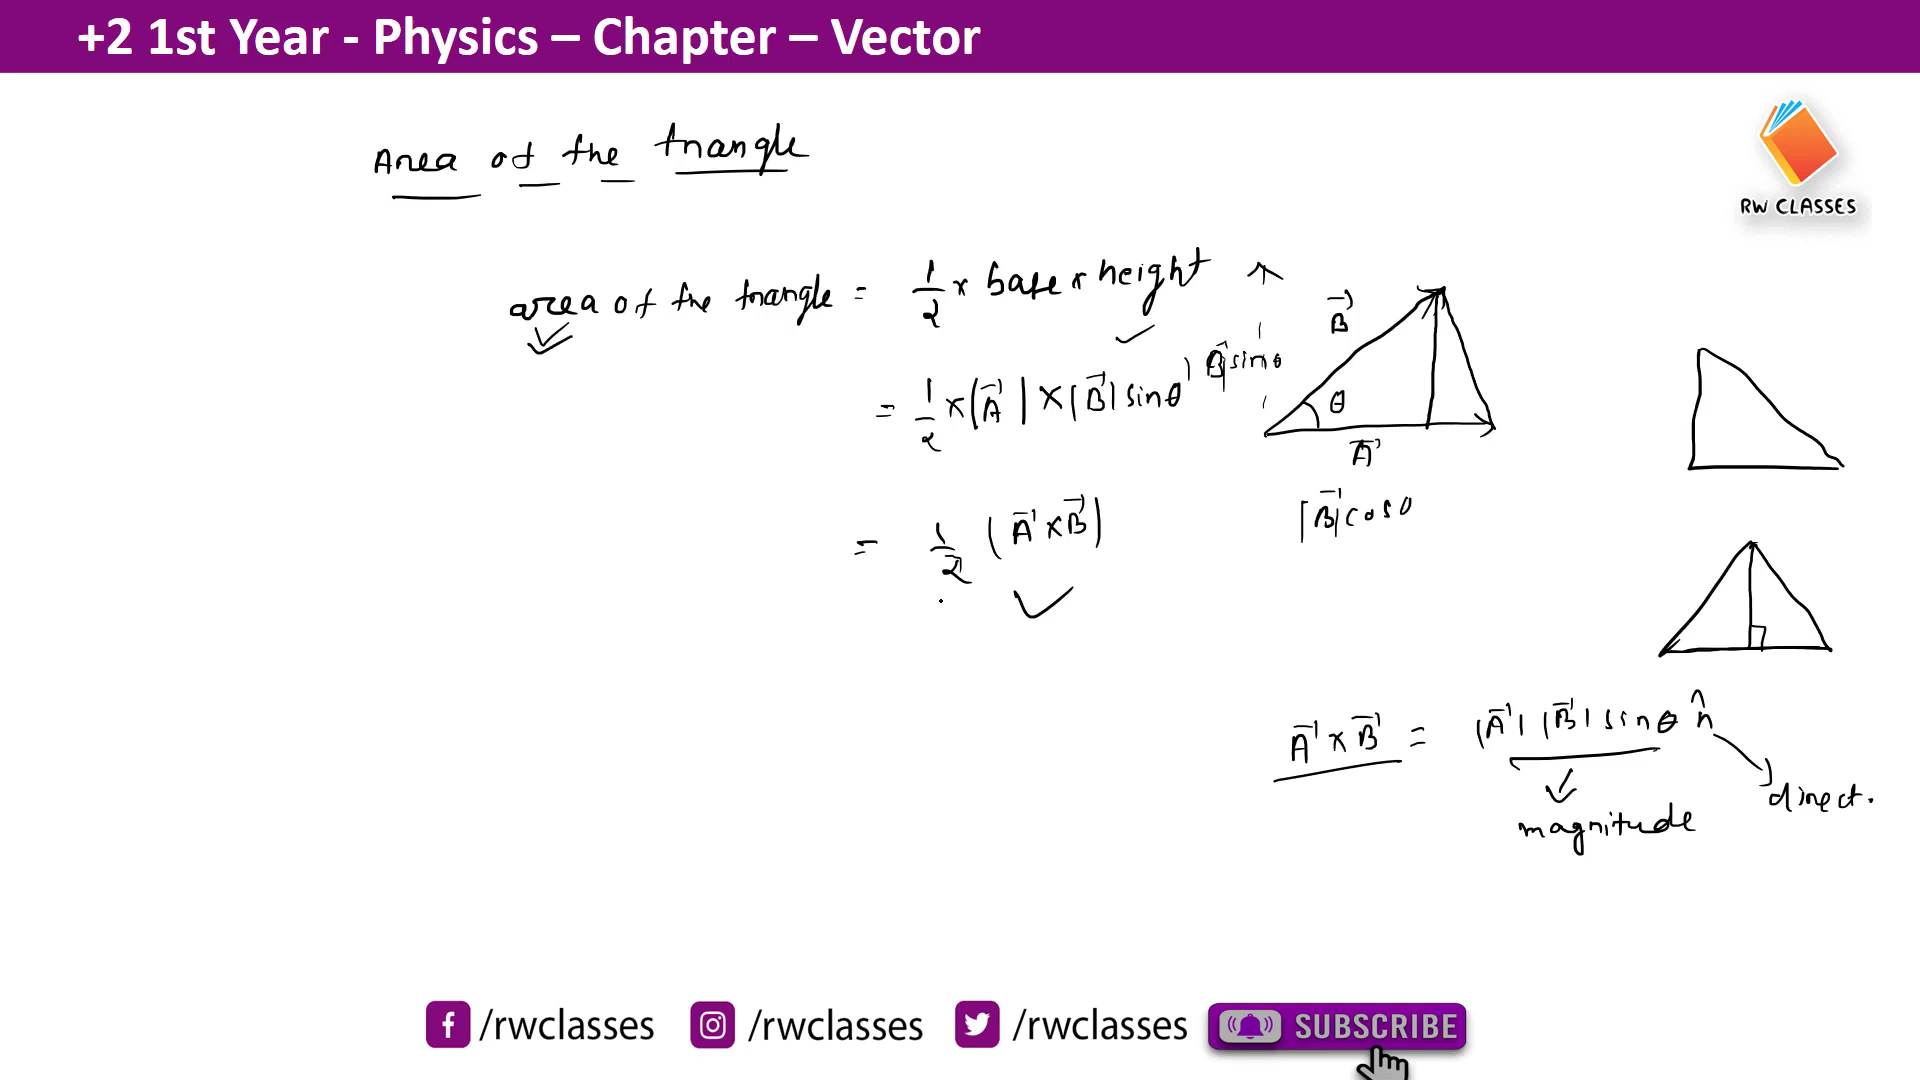 +2 1st Year - Physics – Chapter – Vector
Area of the triangle
RW CLASSES
area of the triangle = 1/2 × base × height
= 1/2 × |A⃗| × |B⃗| sinθ
|B⃗| sinθ
B⃗
θ
A⃗
|B⃗| cosθ
= 1/2 |A⃗ × B⃗|
A⃗ × B⃗ = |A⃗| |B⃗| sinθ n̂
direct.
magnitude
/rwclasses /rwclasses /rwclasses SUBSCRIBE